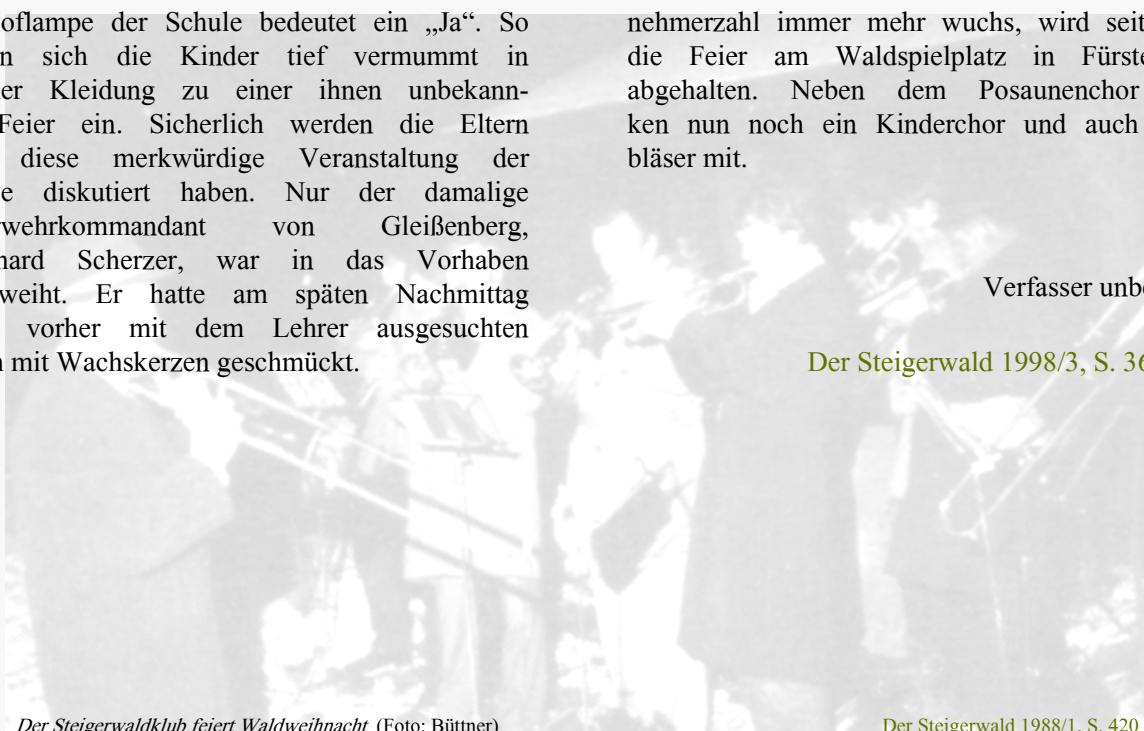 oflampe der Schule bedeutet ein „Ja“. So
n sich die Kinder tief vermummt in
er Kleidung zu einer ihnen unbekann-
Feier ein. Sicherlich werden die Eltern
diese merkwürdige Veranstaltung der
e diskutiert haben. Nur der damalige
rwehrkommandant von Gleißenberg,
hard Scherzer, war in das Vorhaben
weiht. Er hatte am späten Nachmittag
vorher mit dem Lehrer ausgesuchten
n mit Wachskerzen geschmückt.
nehmerzahl immer mehr wuchs, wird seit
die Feier am Waldspielplatz in Fürste
abgehalten. Neben dem Posaunenchor
ken nun noch ein Kinderchor und auch
bläser mit.
Verfasser unbe
Der Steigerwald 1998/3, S. 36
Der Steigerwaldklub feiert Waldweihnacht (Foto: Büttner)
Der Steigerwald 1988/1, S. 420